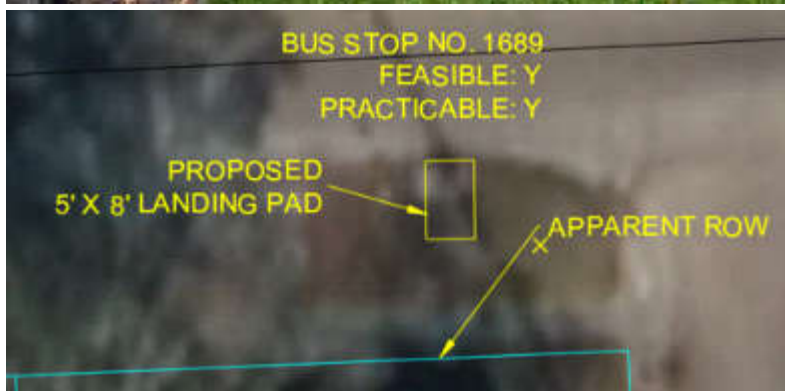 BUS STOP NO. 1689
FEASIBLE: Y
PRACTICABLE: Y
PROPOSED
5' X 8' LANDING PAD
APPARENT ROW